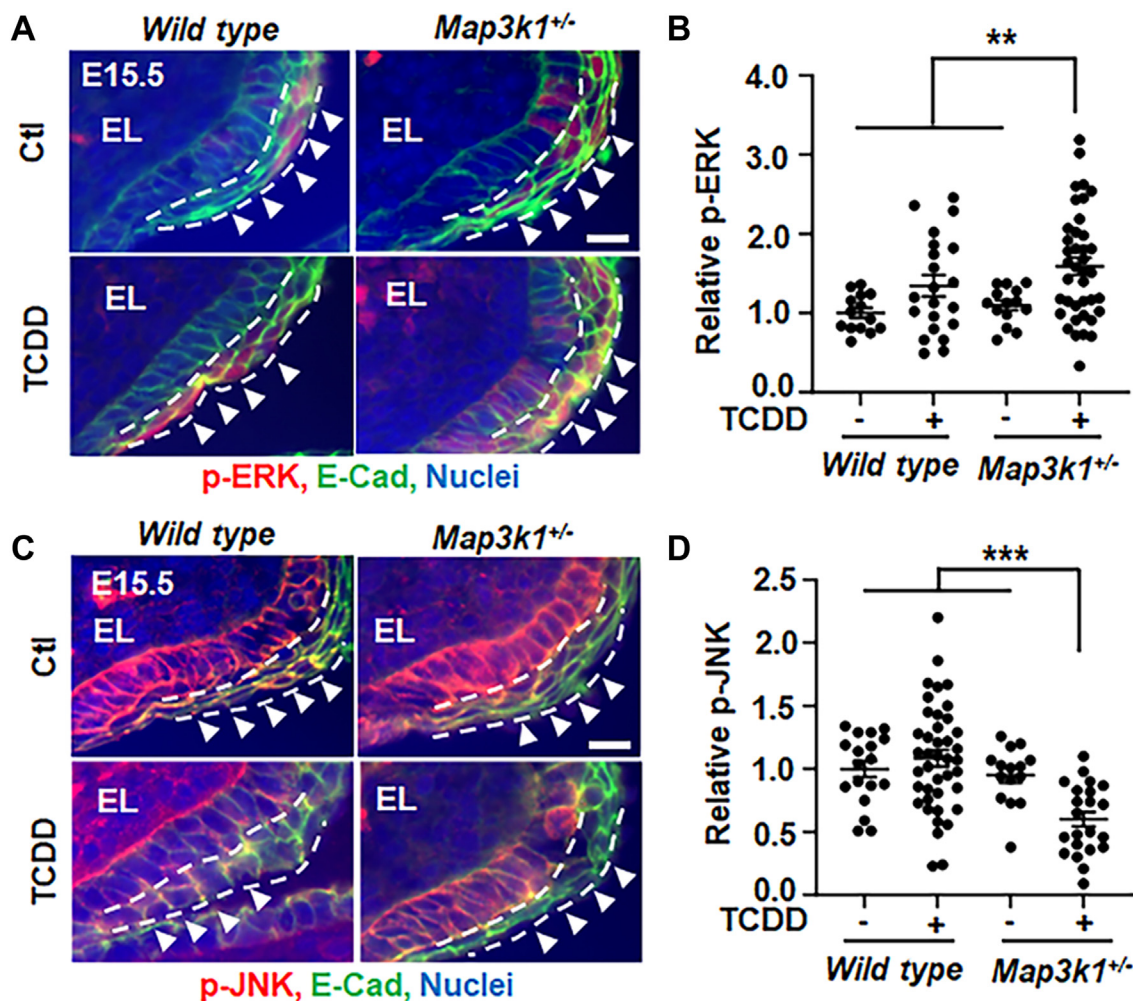 A
Wild type
Map3k1+/-
E15.5
EL
EL
Ctl
EL
EL
TCDD
p-ERK, E-Cad, Nuclei
B
**
4.0
3.0
2.0
1.0
0.0
Relative p-ERK
TCDD - + - +
Wild type Map3k1+/-
C
Wild type
Map3k1+/-
E15.5
EL
EL
Ctl
EL
EL
TCDD
p-JNK, E-Cad, Nuclei
D
***
2.5
2.0
1.5
1.0
0.5
0.0
Relative p-JNK
TCDD - + - +
Wild type Map3k1+/-